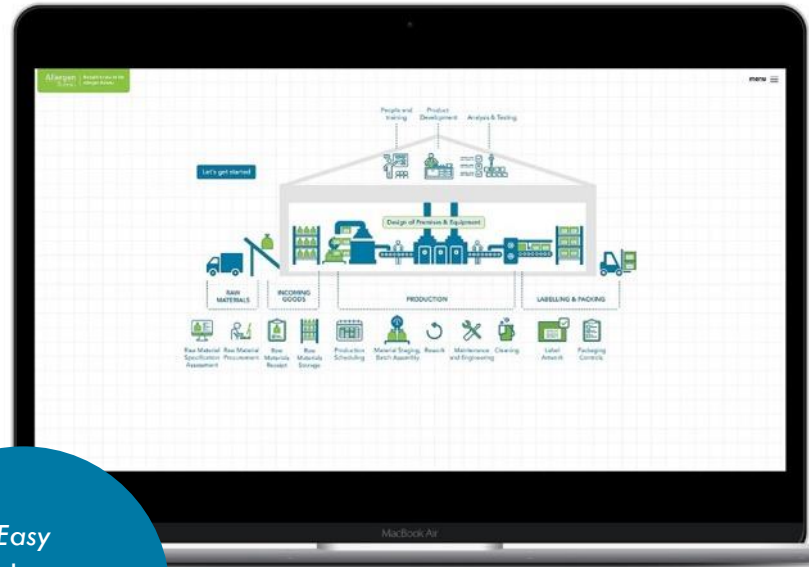 Allergen
Bureau
menu
People and
training
Product
Development
Analysis & Testing
Let's get started
Design of Premises & Equipment
RAW
MATERIALS
INCOMING
GOODS
PRODUCTION
LABELLING & PACKING
Raw Material
Specification
Assessment
Raw Material
Procurement
Raw
Materials
Receipt
Raw
Materials
Storage
Production
Scheduling
Material Staging,
Batch Assembly
Rework
Maintenance
and Engineering
Cleaning
Label
Artwork
Packaging
Controls
MacBook Air
Easy